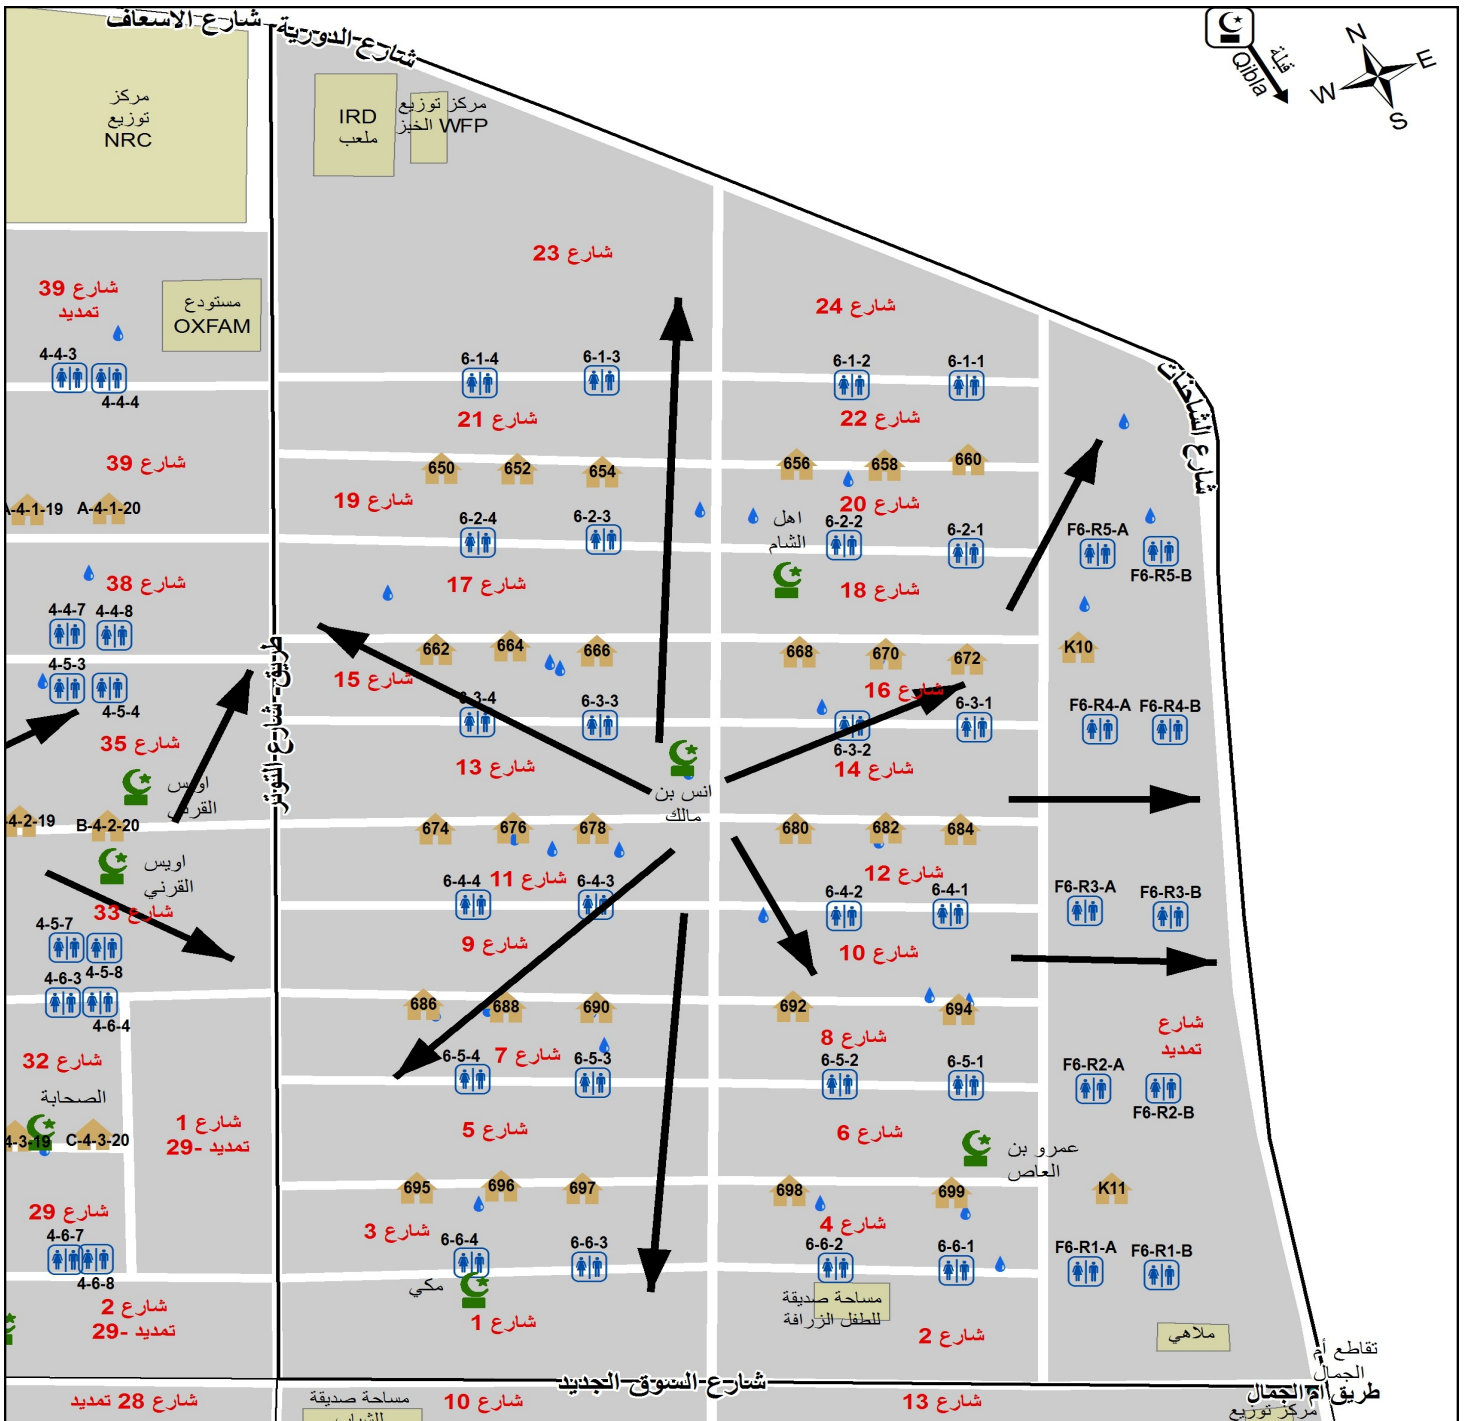 شارع الاسعاف
شارع الدورية
قبلة
Qibla
N
E
W
S
مركز
توزيع
NRC
IRD
ملعب
مركز توزيع
الخبز WFP
شارع 23
شارع 24
شارع 39
تمديد
مستودع
OXFAM
4-4-3
4-4-4
6-1-4
6-1-3
6-1-2
6-1-1
شارع الشاحنات
شارع 21
شارع 22
شارع 39
650
652
654
656
658
660
A-4-1-19
A-4-1-20
شارع 19
شارع 20
6-2-4
6-2-3
اهل
الشام
6-2-2
6-2-1
F6-R5-A
F6-R5-B
شارع 38
شارع 17
شارع 18
4-4-7
4-4-8
4-5-3
4-5-4
طريق شارع التوتر
662
664
666
668
670
672
K10
شارع 15
شارع 16
6-3-4
6-3-3
6-3-2
6-3-1
F6-R4-A
F6-R4-B
شارع 35
شارع 13
شارع 14
اويس
القرني
انس بن
مالك
4-2-19
B-4-2-20
674
676
678
680
682
684
اويس
القرني
شارع 33
شارع 11
شارع 12
6-4-4
6-4-3
6-4-2
6-4-1
F6-R3-A
F6-R3-B
4-5-7
4-5-8
4-6-3
4-6-4
شارع 9
شارع 10
686
688
690
692
694
شارع
تمديد
شارع 32
شارع 7
شارع 8
6-5-4
6-5-3
6-5-2
6-5-1
F6-R2-A
F6-R2-B
الصحابة
4-3-19
C-4-3-20
شارع 1
تمديد -29
شارع 5
شارع 6
عمرو بن
العاص
695
696
697
698
699
K11
شارع 29
شارع 3
شارع 4
4-6-7
4-6-8
6-6-4
6-6-3
6-6-2
6-6-1
F6-R1-A
F6-R1-B
مكي
شارع 2
تمديد -29
شارع 1
مساحة صديقة
للطفل الزرافة
شارع 2
ملاهي
تقاطع أم
الجمال
شارع السوق الجديد
طريق ام الجمال
شارع 28 تمديد
مساحة صديقة
للشباب
شارع 10
شارع 13
مركز توزيع